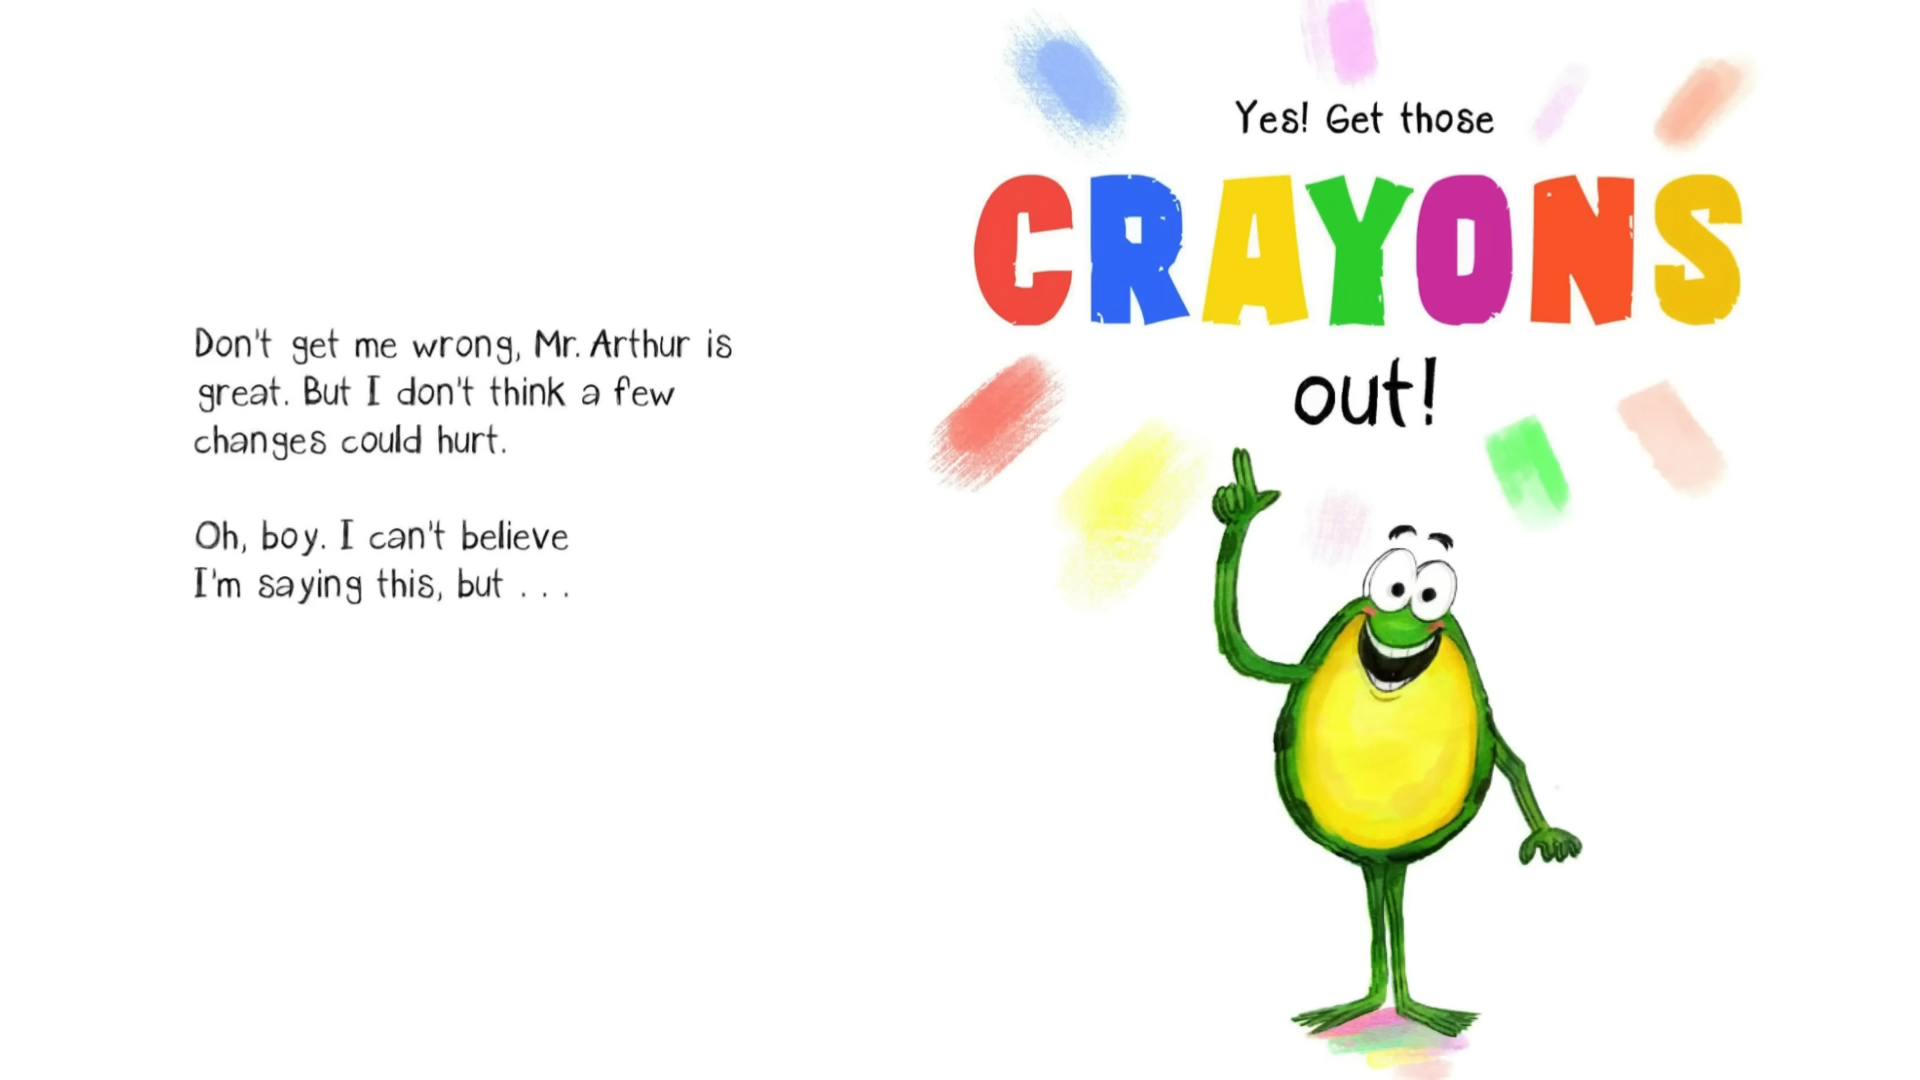 Don't get me wrong, Mr. Arthur is
great. But I don't think a few
changes could hurt.
Oh, boy. I can't believe
I'm saying this, but . . .
Yes! Get those
CRAYONS
out!